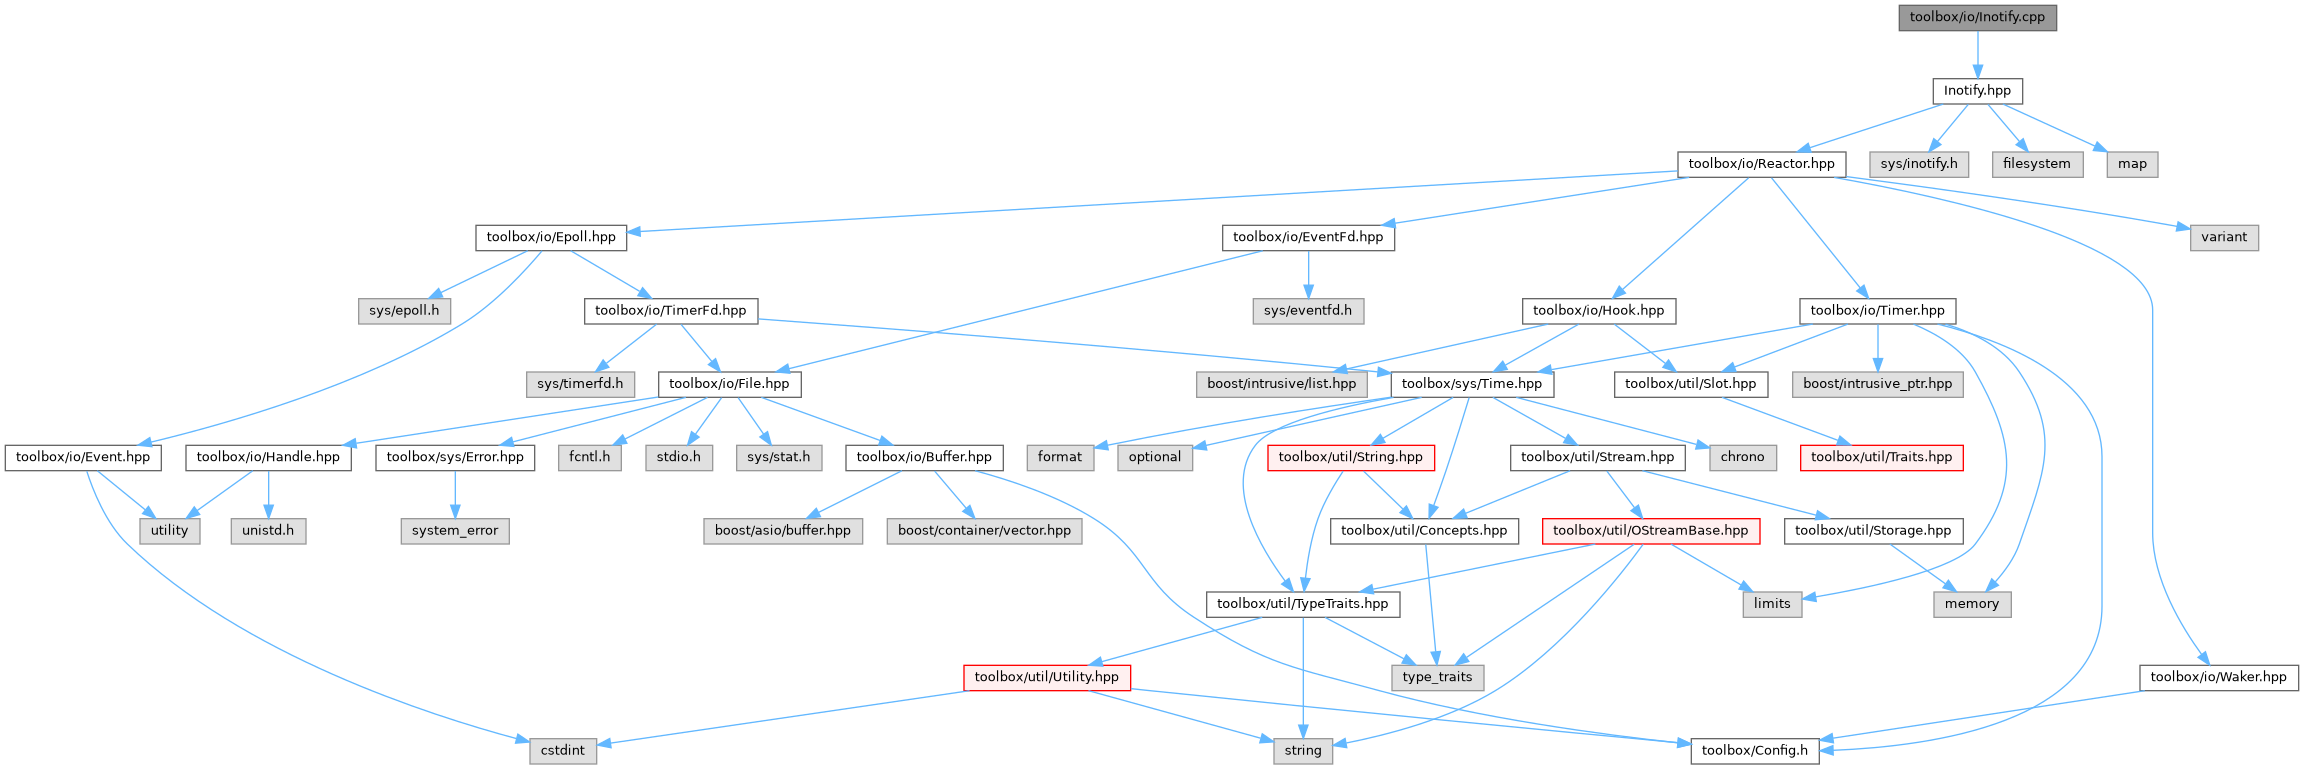 toolbox/io/Inotify.cpp
Inotify.hpp
toolbox/io/Reactor.hpp
sys/inotify.h
filesystem
map
toolbox/io/Epoll.hpp
toolbox/io/EventFd.hpp
variant
sys/epoll.h
toolbox/io/TimerFd.hpp
sys/eventfd.h
toolbox/io/Hook.hpp
toolbox/io/Timer.hpp
sys/timerfd.h
toolbox/io/File.hpp
boost/intrusive/list.hpp
toolbox/sys/Time.hpp
toolbox/util/Slot.hpp
boost/intrusive_ptr.hpp
toolbox/io/Event.hpp
toolbox/io/Handle.hpp
toolbox/sys/Error.hpp
fcntl.h
stdio.h
sys/stat.h
toolbox/io/Buffer.hpp
format
optional
toolbox/util/String.hpp
toolbox/util/Stream.hpp
chrono
toolbox/util/Traits.hpp
utility
unistd.h
system_error
boost/asio/buffer.hpp
boost/container/vector.hpp
toolbox/util/Concepts.hpp
toolbox/util/OStreamBase.hpp
toolbox/util/Storage.hpp
toolbox/util/TypeTraits.hpp
limits
memory
toolbox/util/Utility.hpp
type_traits
toolbox/io/Waker.hpp
cstdint
string
toolbox/Config.h